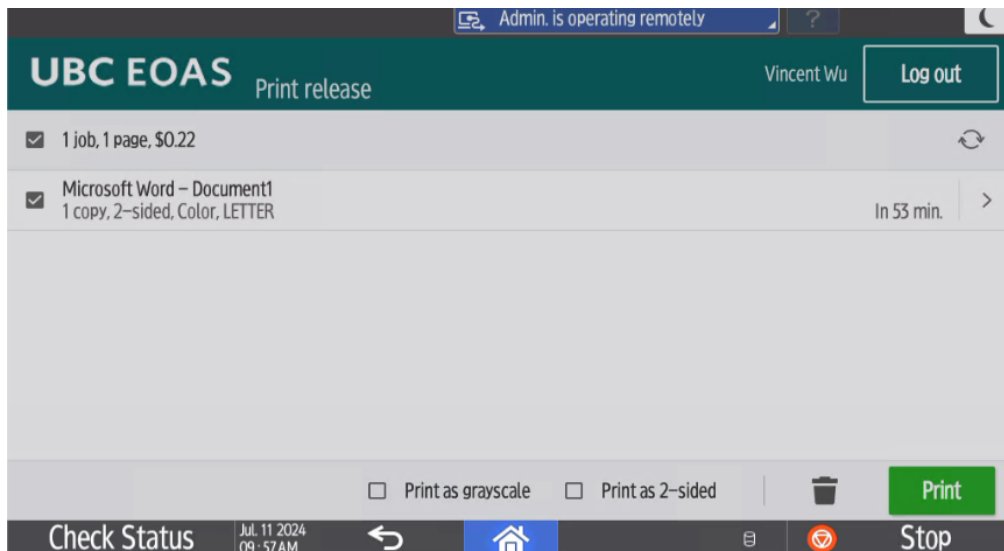 Admin. is operating remotely
?
UBC EOAS
Print release
Vincent Wu
Log out
1 job, 1 page, $0.22
Microsoft Word – Document1
1 copy, 2-sided, Color, LETTER
In 53 min.
Print as grayscale
Print as 2-sided
Print
Check Status
Jul. 11 2024
09:57AM
Stop